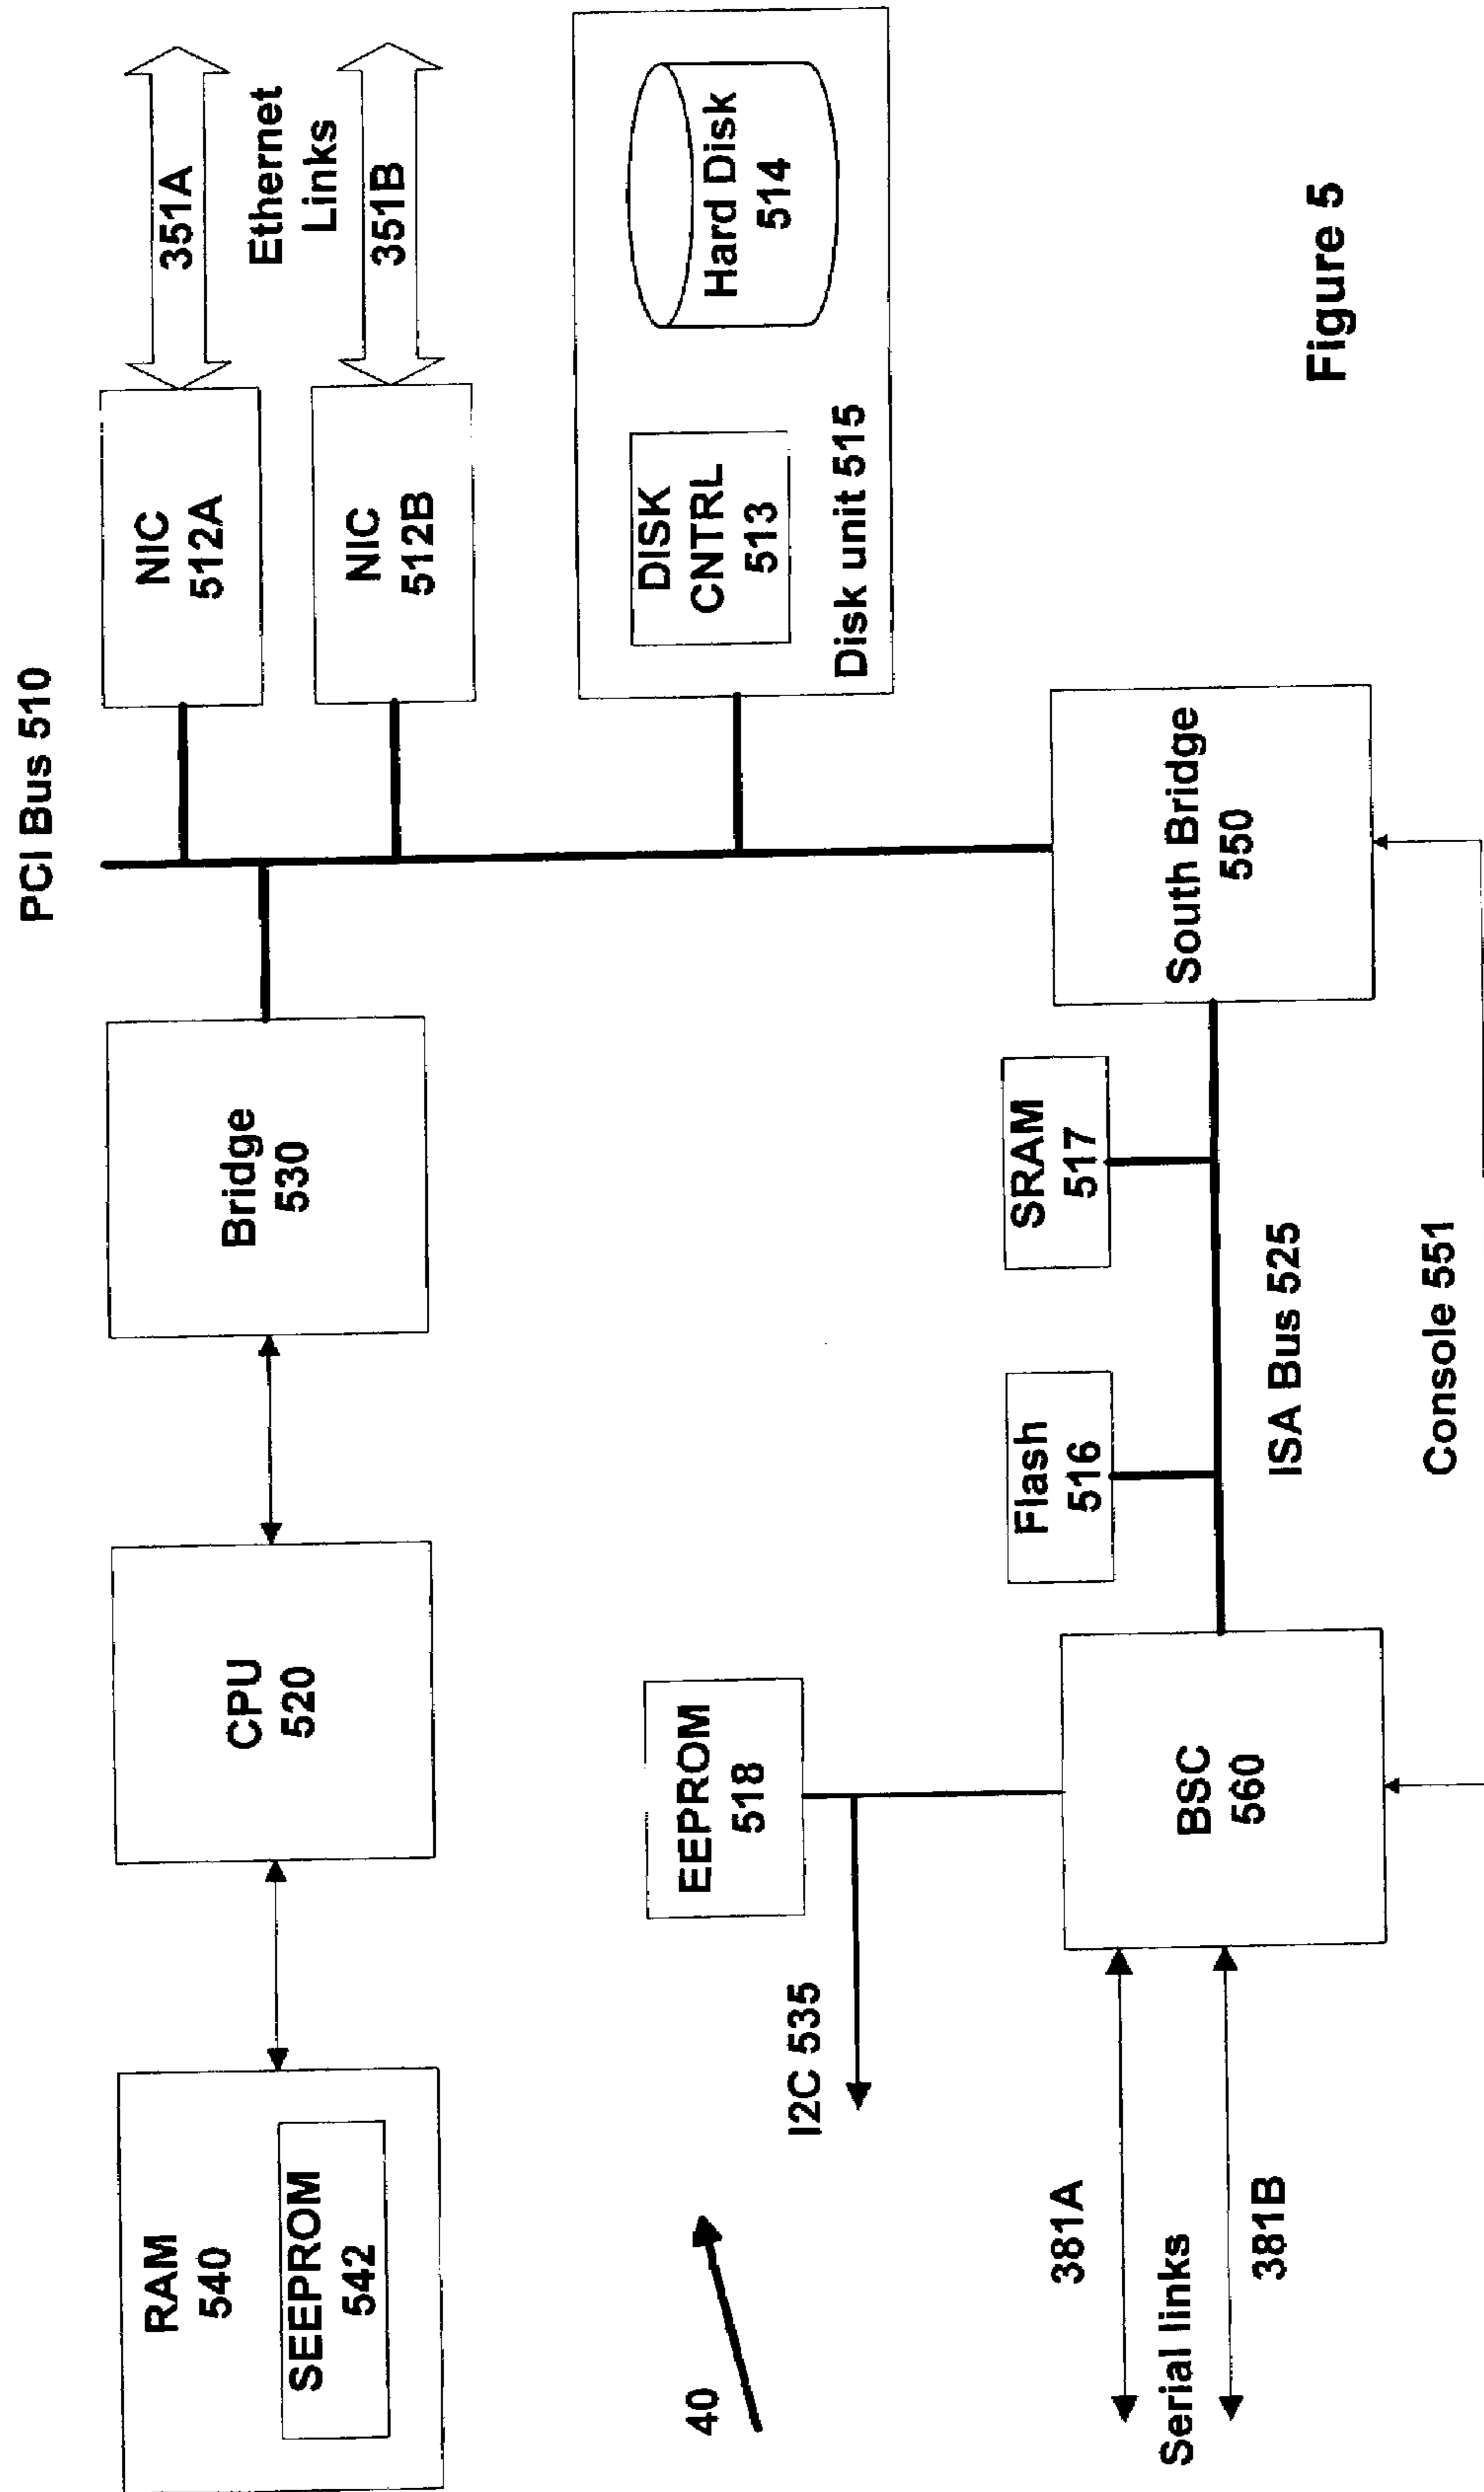 PCI Bus 510
RAM
540
SEEPROM
542
CPU
520
Bridge
530
NIC
512A
351A
Ethernet
Links
NIC
512B
351B
DISK
CNTRL
513
Hard Disk
514
Disk unit 515
40
I2C 535
EEPROM
518
Flash
516
SRAM
517
381A
Serial links
381B
BSC
560
ISA Bus 525
South Bridge
550
Console 551
Figure 5